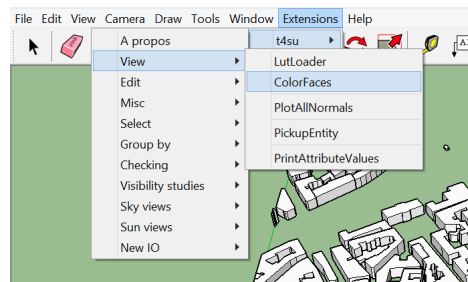 File Edit View Camera Draw Tools Window Extensions Help
A propos
View
Edit
Misc
Select
Group by
Checking
Visibility studies
Sky views
Sun views
New IO
t4su
LutLoader
ColorFaces
PlotAllNormals
PickupEntity
PrintAttributeValues